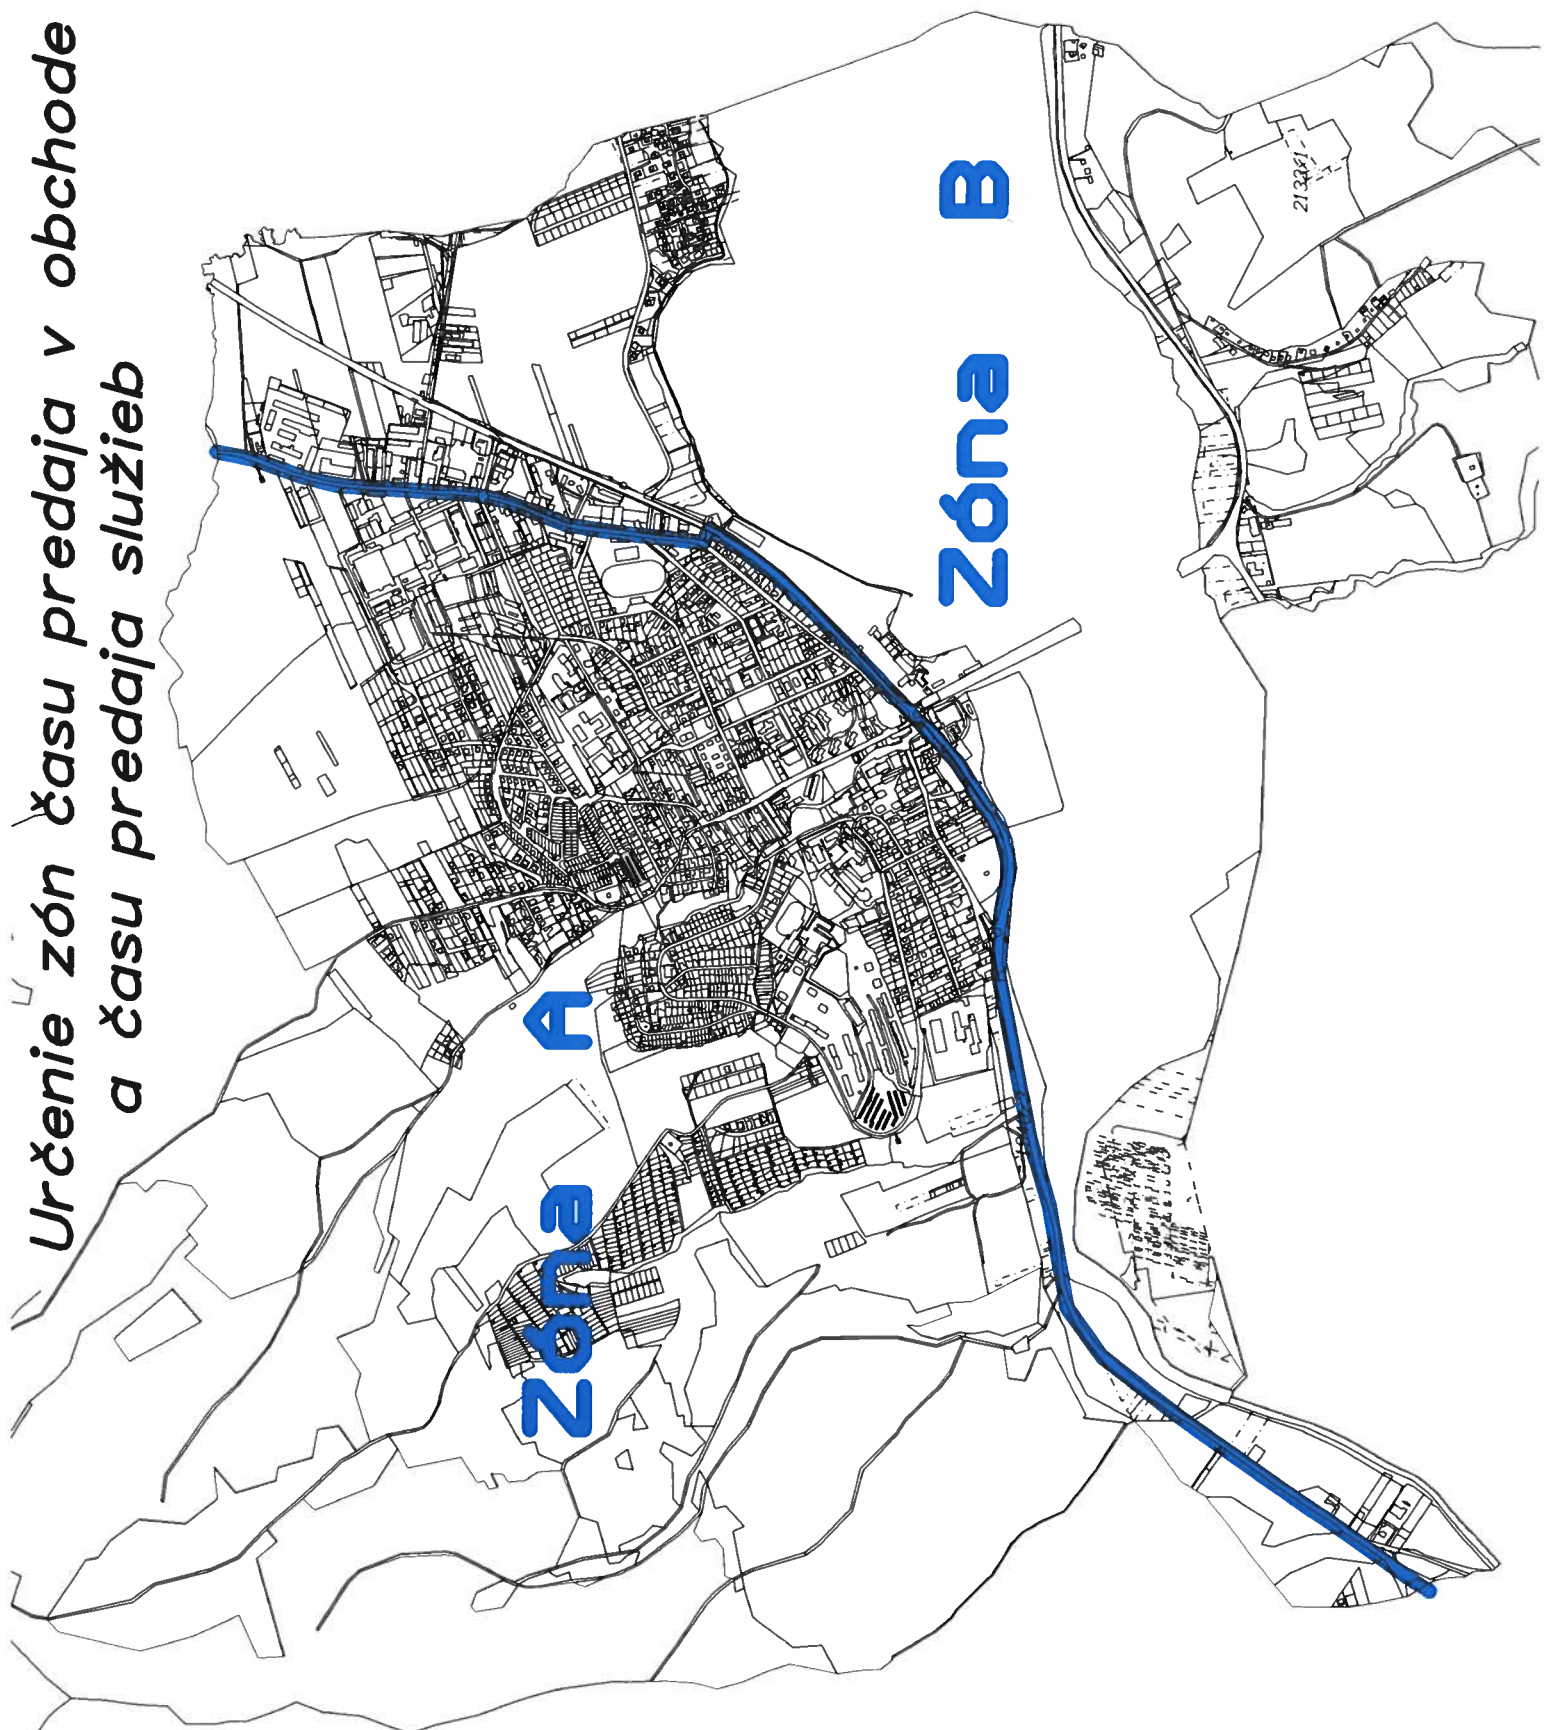 Určenie zón času predaja v obchode
a času predaja služieb
Zóna A
Zóna B